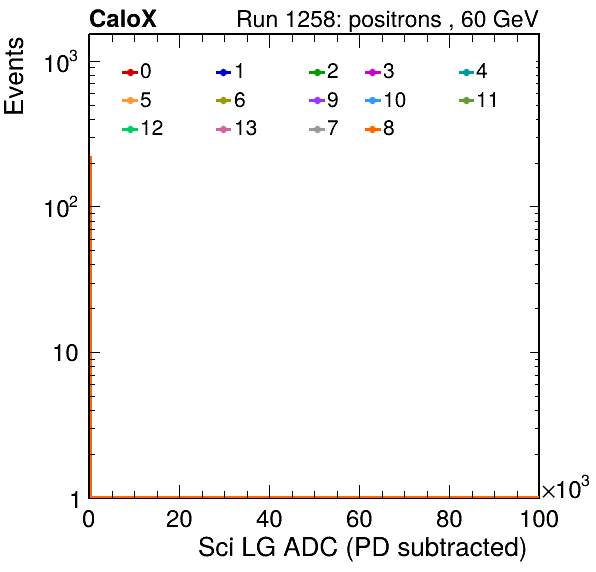 CaloX Run 1258: positrons , 60 GeV
Events
10³
10²
10
1
0 1 2 3 4
5 6 9 10 11
12 13 7 8
0 20 40 60 80 100
×10³
Sci LG ADC (PD subtracted)